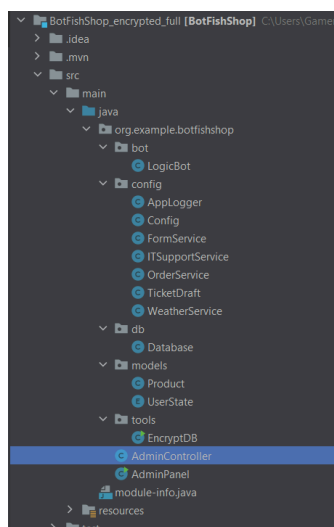 BotFishShop_encrypted_full [BotFishShop] C:\Users\Game
.idea
.mvn
src
main
java
org.example.botfishshop
bot
LogicBot
config
AppLogger
Config
FormService
ITSupportService
OrderService
TicketDraft
WeatherService
db
Database
models
Product
UserState
tools
EncryptDB
AdminController
AdminPanel
module-info.java
resources